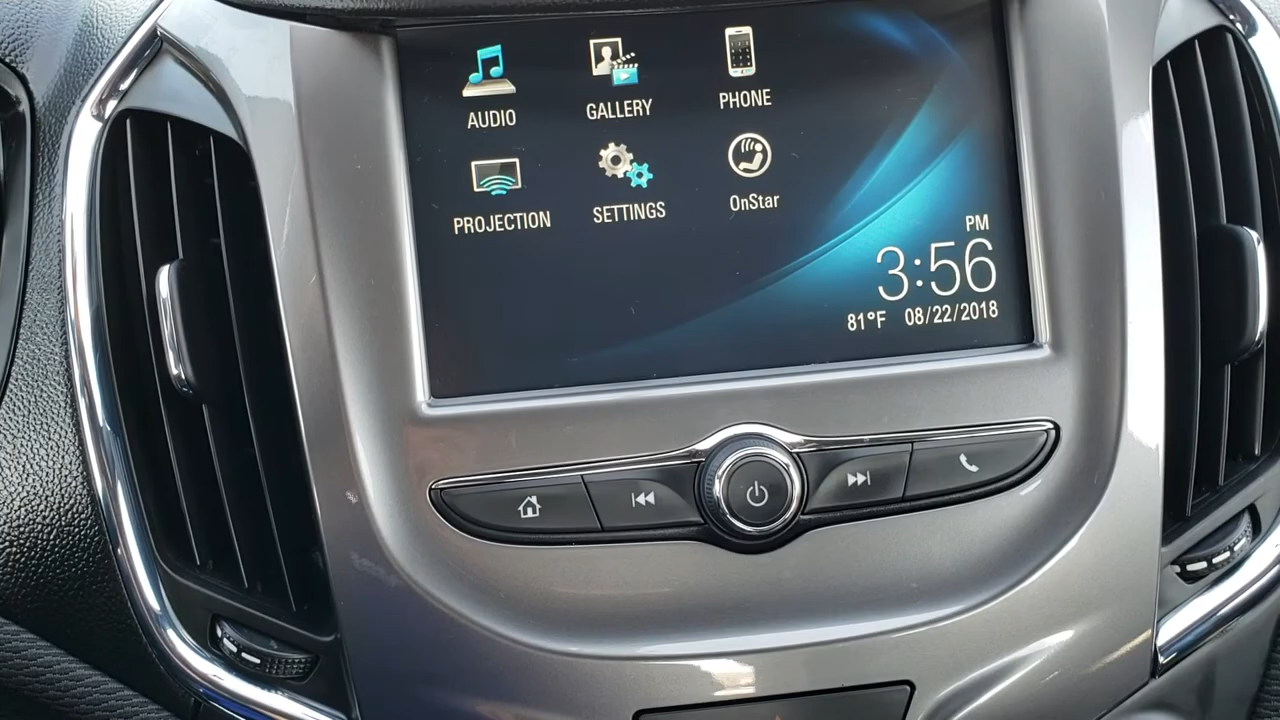 AUDIO
GALLERY
PHONE
PROJECTION
SETTINGS
OnStar
PM
3:56
81°F 08/22/2018